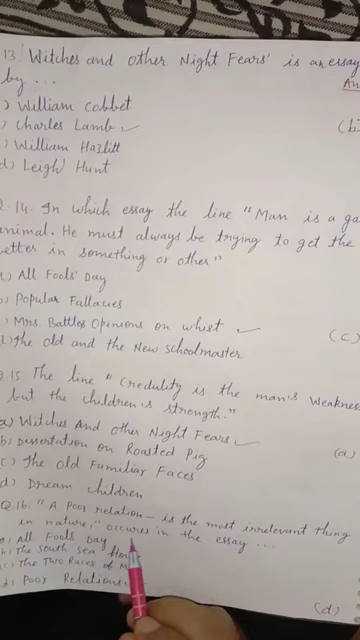 13 'Witches and other Night Fears' is an essay
by ...
) William Cobbet
An
) Charles Lamb ✓
(b)
) William Hazlitt
d) Leigh Hunt
Q.14. In which essay the line "Man is a ga
animal. He must always be trying to get the
better in something or other"
a) All Fools' Day
b) Popular Fallacies
) Mrs. Battles Opinions on whist ✓
(c)
d) The old and the New Schoolmaster
Q.15 The line "Credulity is the man's Weaknes
but the children's strength."
a) Witches And other Night Fears ✓
(a)
b) Dissertation on Roasted Pig
c) The Old Familiar Faces
d) Dream Children
Q.16. "A Poor relation – is the most irrelevant thing
in nature," occures in the essay ...
a. All Fools Day
b. The South Sea Hou
c. The Two Races of M
d. Poor Relations
(d)